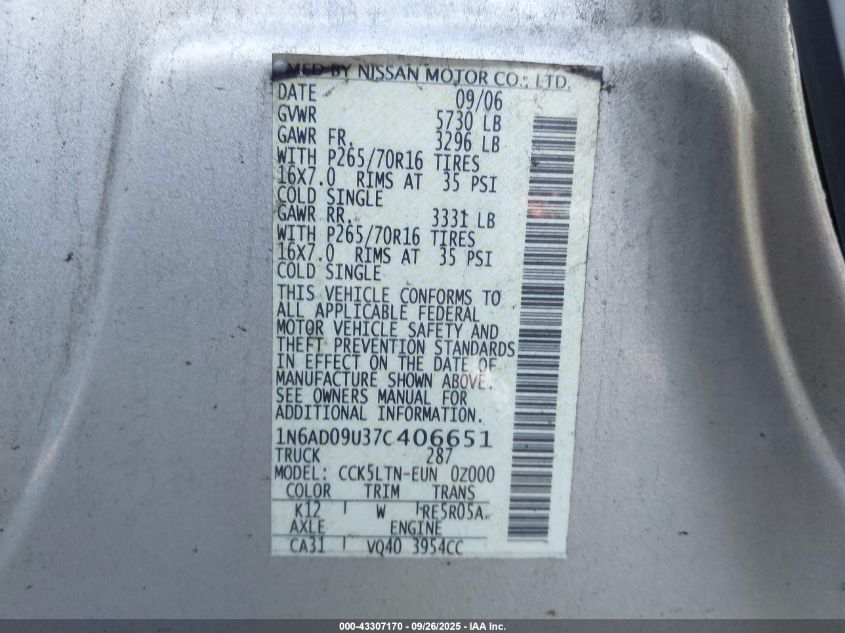 MFD BY NISSAN MOTOR CO., LTD.
DATE 09/06
GVWR 5730 LB
GAWR FR. 3296 LB
WITH P265/70R16 TIRES
16X7.0 RIMS AT 35 PSI
COLD SINGLE
GAWR RR. 3331 LB
WITH P265/70R16 TIRES
16X7.0 RIMS AT 35 PSI
COLD SINGLE
THIS VEHICLE CONFORMS TO
ALL APPLICABLE FEDERAL
MOTOR VEHICLE SAFETY AND
THEFT PREVENTION STANDARDS
IN EFFECT ON THE DATE OF
MANUFACTURE SHOWN ABOVE.
SEE OWNERS MANUAL FOR
ADDITIONAL INFORMATION.
1N6AD09U37C406651
TRUCK 287
MODEL: CCK5LTN-EUN 0Z000
COLOR TRIM TRANS
K12 W RE5R05A
AXLE ENGINE
CA31 VQ40 3954CC
000-43307170 - 09/26/2025 - IAA Inc.